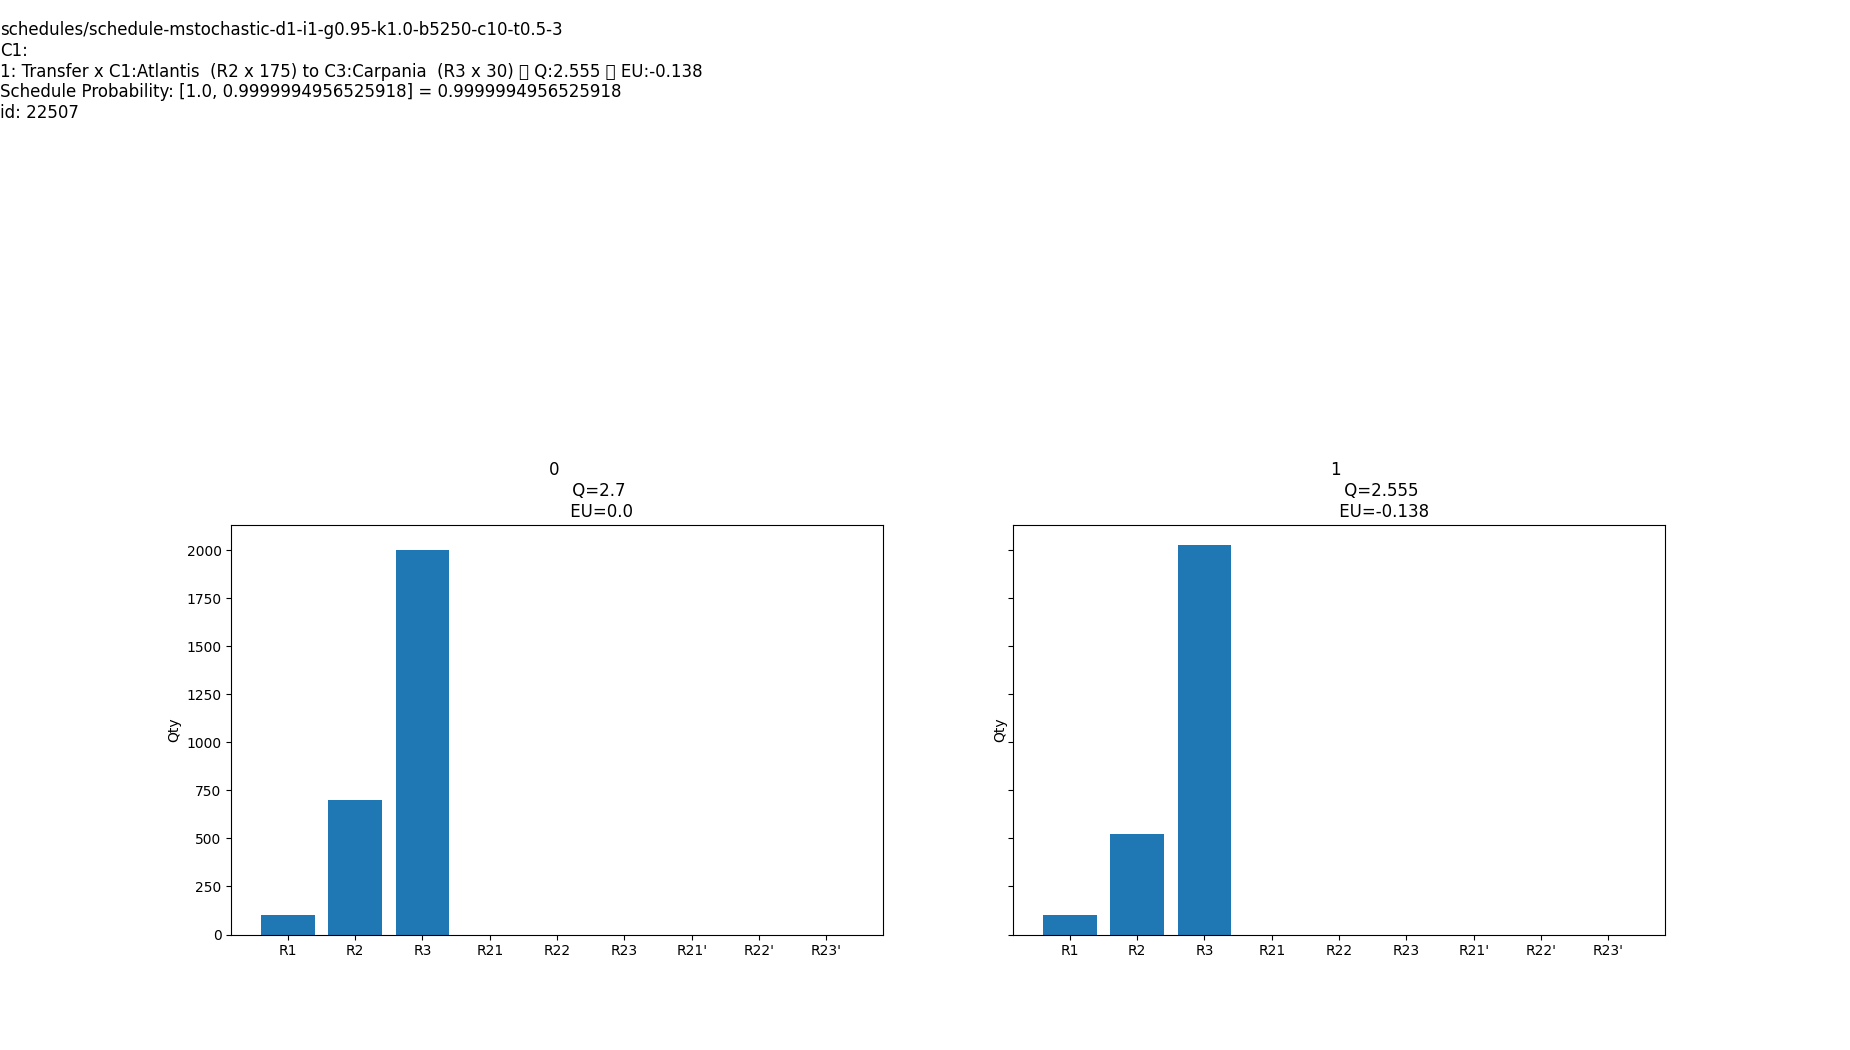 schedules/schedule-mstochastic-d1-i1-g0.95-k1.0-b5250-c10-t0.5-3
C1:
1: Transfer x C1:Atlantis  (R2 x 175) to C3:Carpania  (R3 x 30) ▯ Q:2.555 ▯ EU:-0.138
Schedule Probability: [1.0, 0.9999994956525918] = 0.9999994956525918
id: 22507
0
Q=2.7
EU=0.0
2000
1750
1500
1250
1000
750
500
250
0
Qty
R1 R2 R3 R21 R22 R23 R21' R22' R23'
1
Q=2.555
EU=-0.138
Qty
R1 R2 R3 R21 R22 R23 R21' R22' R23'